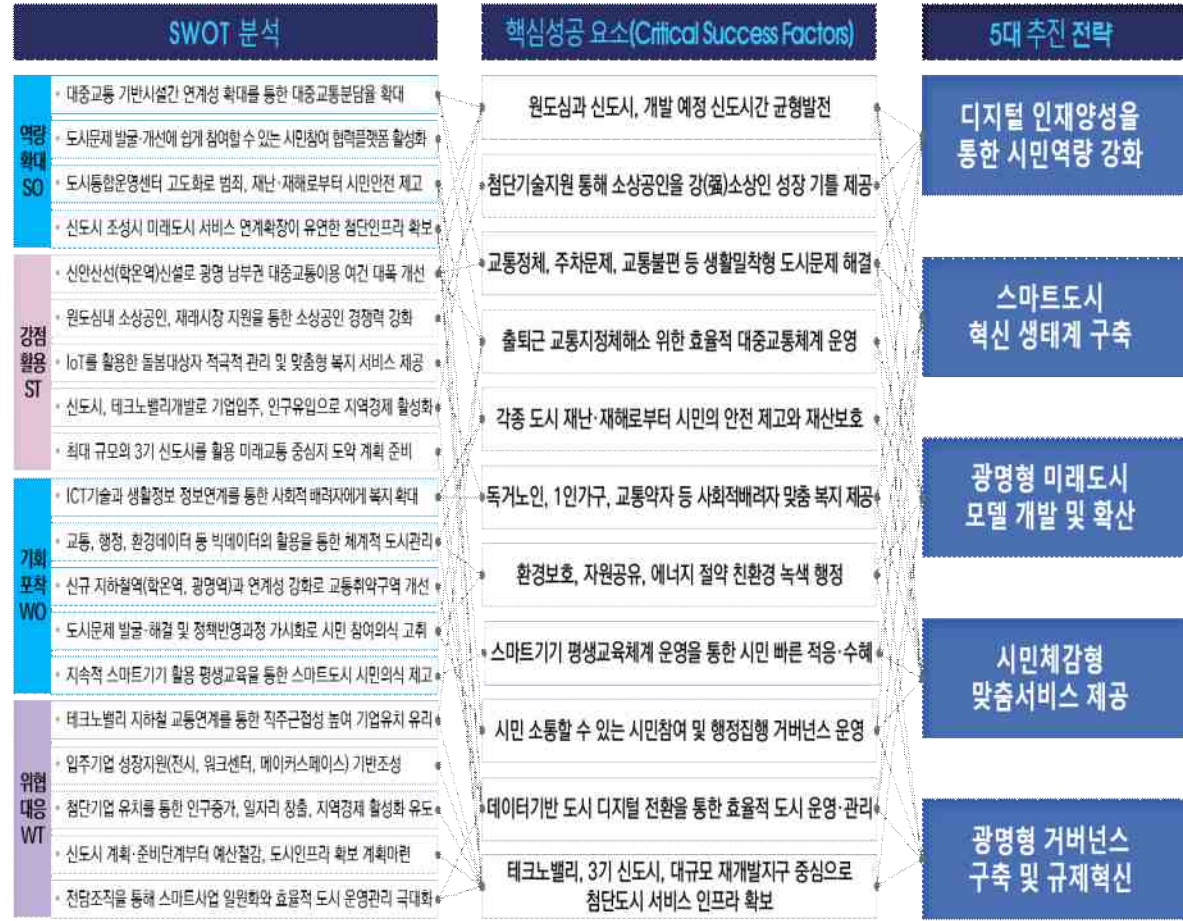 SWOT 분석
역량
확대
SO
• 대중교통 기반시설간 연계성 확대를 통한 대중교통분담율 확대
• 도시문제 발굴·개선에 쉽게 참여할 수 있는 시민참여 협력플랫폼 활성화
• 도시통합운영센터 고도화로 범죄, 재난·재해로부터 시민안전 제고
• 신도시 조성시 미래도시 서비스 연계확장이 유연한 첨단인프라 확보
강점
활용
ST
• 신안산선(학온역)신설로 광명 남부권 대중교통이용 여건 대폭 개선
• 원도심내 소상공인, 재래시장 지원을 통한 소상공인 경쟁력 강화
• IoT를 활용한 돌봄대상자 적극적 관리 및 맞춤형 복지 서비스 제공
• 신도시, 테크노밸리개발로 기업입주, 인구유입으로 지역경제 활성화
• 최대 규모의 3기 신도시를 활용 미래교통 중심지 도약 계획 준비
기회
포착
WO
• ICT기술과 생활정보 정보연계를 통한 사회적 배려자에게 복지 확대
• 교통, 행정, 환경데이터 등 빅데이터의 활용을 통한 체계적 도시관리
• 신규 지하철역(학온역, 광명역)과 연계성 강화로 교통취약구역 개선
• 도시문제 발굴·해결 및 정책반영과정 가시화로 시민 참여의식 고취
• 지속적 스마트기기 활용 평생교육을 통한 스마트도시 시민의식 제고
위협
대응
WT
• 테크노밸리 지하철 교통연계를 통한 직주근접성 높여 기업유치 유리
• 입주기업 성장지원(전시, 워크센터, 메이커스페이스) 기반조성
• 첨단기업 유치를 통한 인구증가, 일자리 창출, 지역경제 활성화 유도
• 신도시 계획·준비단계부터 예산절감, 도시인프라 확보 계획마련
• 전담조직을 통해 스마트사업 일원화와 효율적 도시 운영관리 극대화
핵심성공 요소(Critical Success Factors)
원도심과 신도시, 개발 예정 신도시간 균형발전
첨단기술지원 통해 소상공인을 강(强)소상인 성장 기틀 제공
교통정체, 주차문제, 교통불편 등 생활밀착형 도시문제 해결
출퇴근 교통지정체해소 위한 효율적 대중교통체계 운영
각종 도시 재난·재해로부터 시민의 안전 제고와 재산보호
독거노인, 1인가구, 교통약자 등 사회적배려자 맞춤 복지 제공
환경보호, 자원공유, 에너지 절약 친환경 녹색 행정
스마트기기 평생교육체계 운영을 통한 시민 빠른 적응·수혜
시민 소통할 수 있는 시민참여 및 행정집행 거버넌스 운영
데이터기반 도시 디지털 전환을 통한 효율적 도시 운영·관리
테크노밸리, 3기 신도시, 대규모 재개발지구 중심으로
첨단도시 서비스 인프라 확보
5대 추진 전략
디지털 인재양성을
통한 시민역량 강화
스마트도시
혁신 생태계 구축
광명형 미래도시
모델 개발 및 확산
시민체감형
맞춤서비스 제공
광명형 거버넌스
구축 및 규제혁신